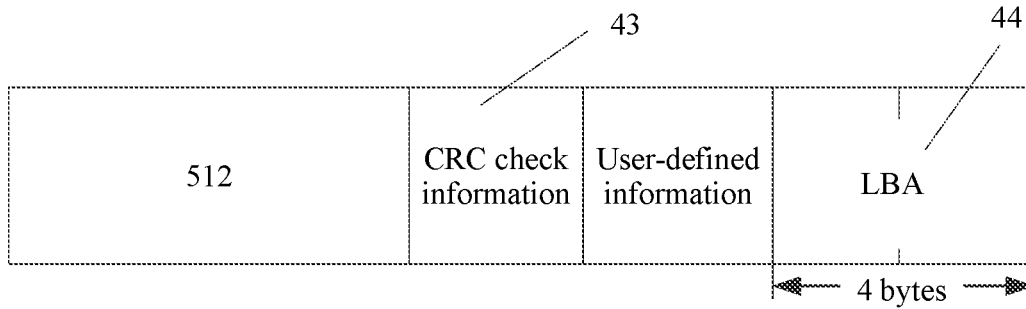 43
44
512
CRC check
information
User-defined
information
LBA
4 bytes